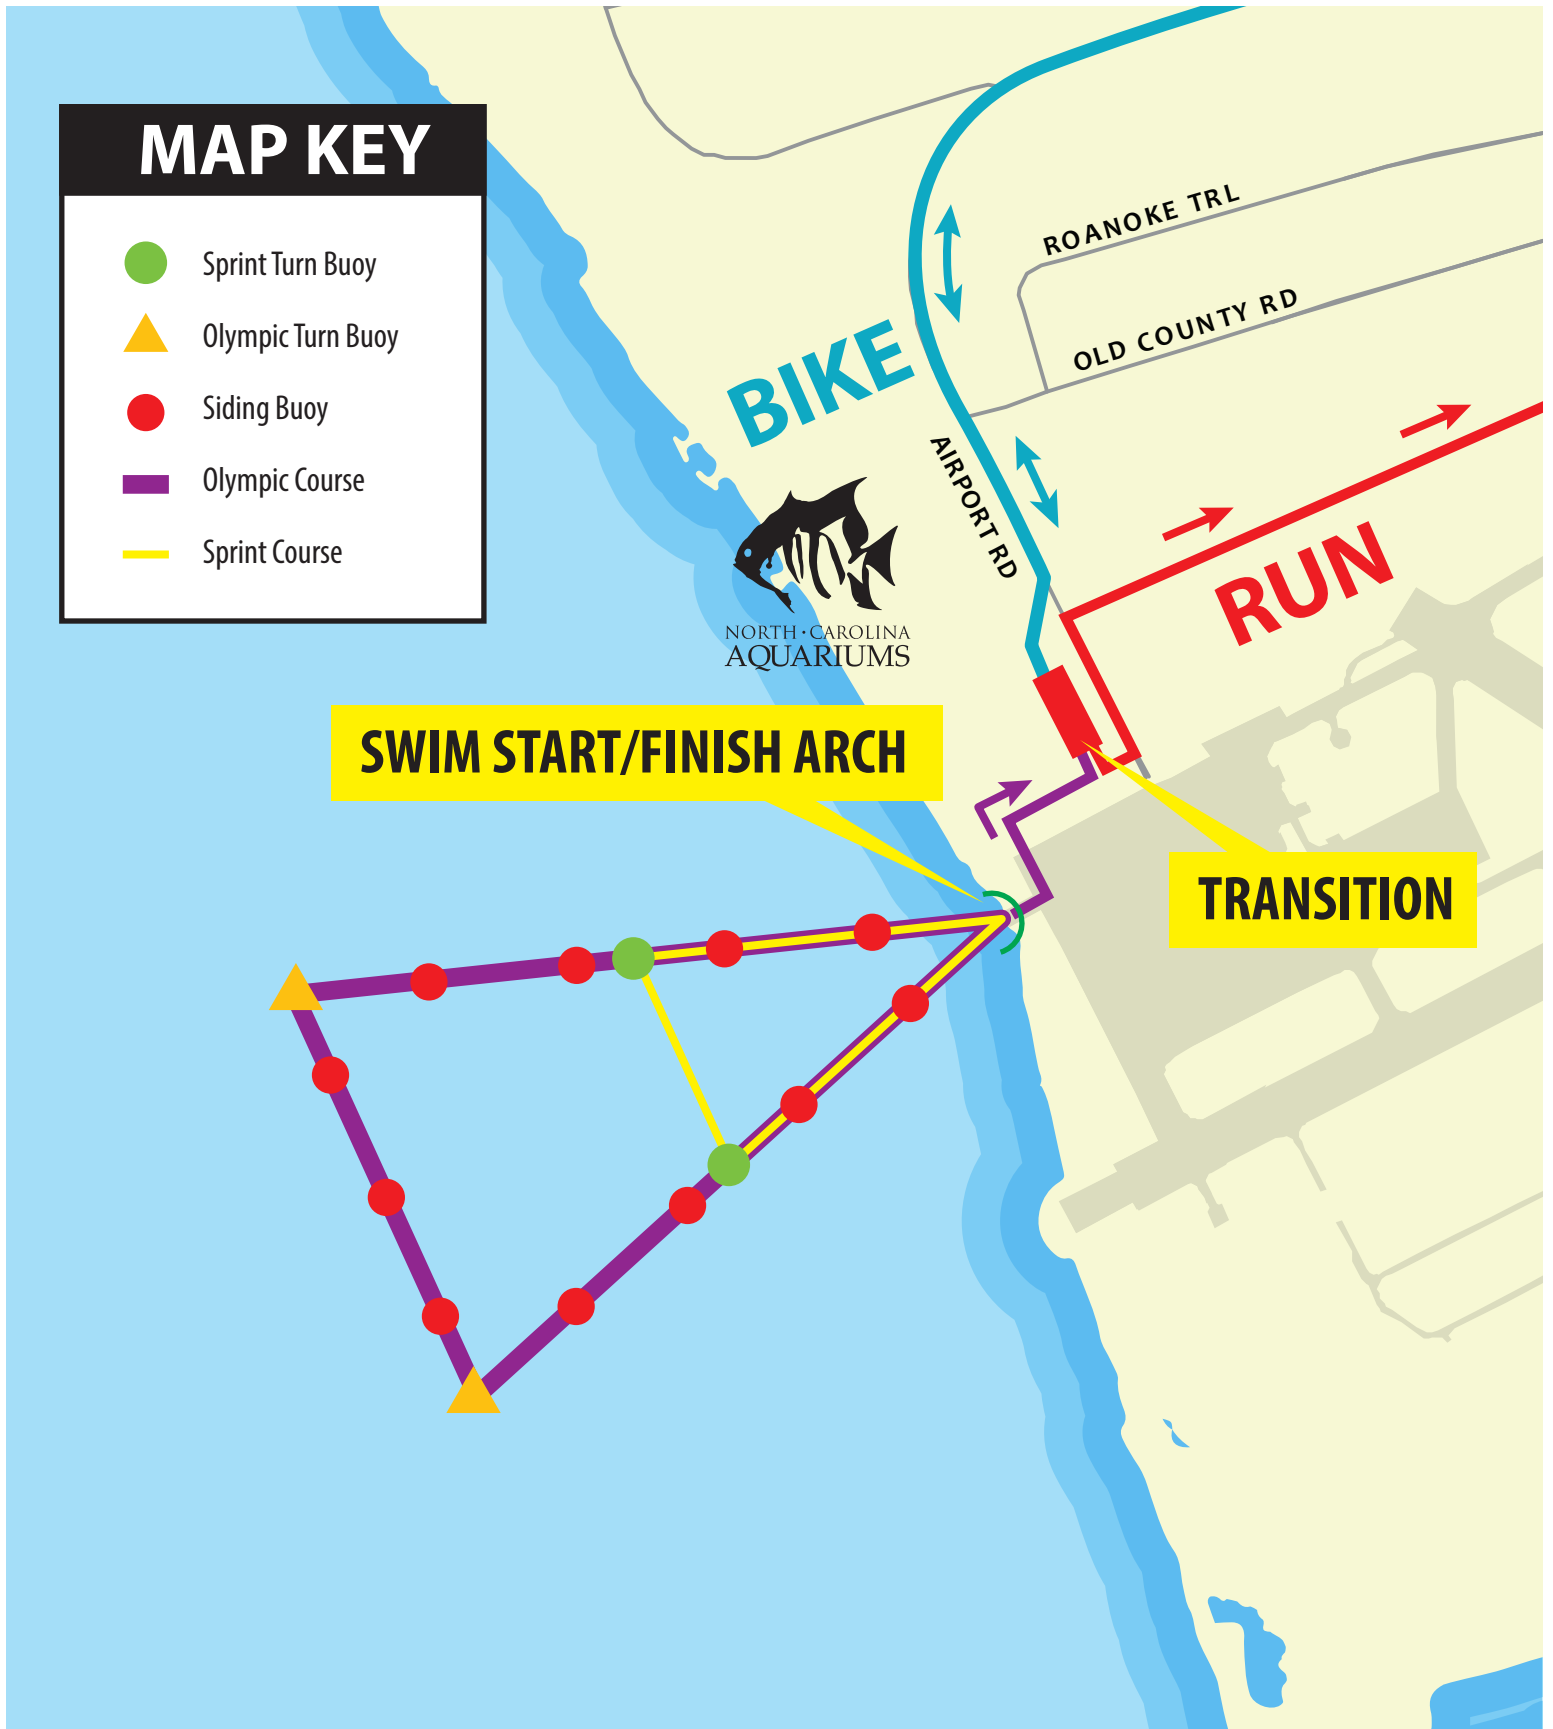 MAP KEY
Sprint Turn Buoy
Olympic Turn Buoy
Siding Buoy
Olympic Course
Sprint Course
ROANOKE TRL
OLD COUNTY RD
BIKE
AIRPORT RD
RUN
NORTH·CAROLINA
AQUARIUMS
SWIM START/FINISH ARCH
TRANSITION